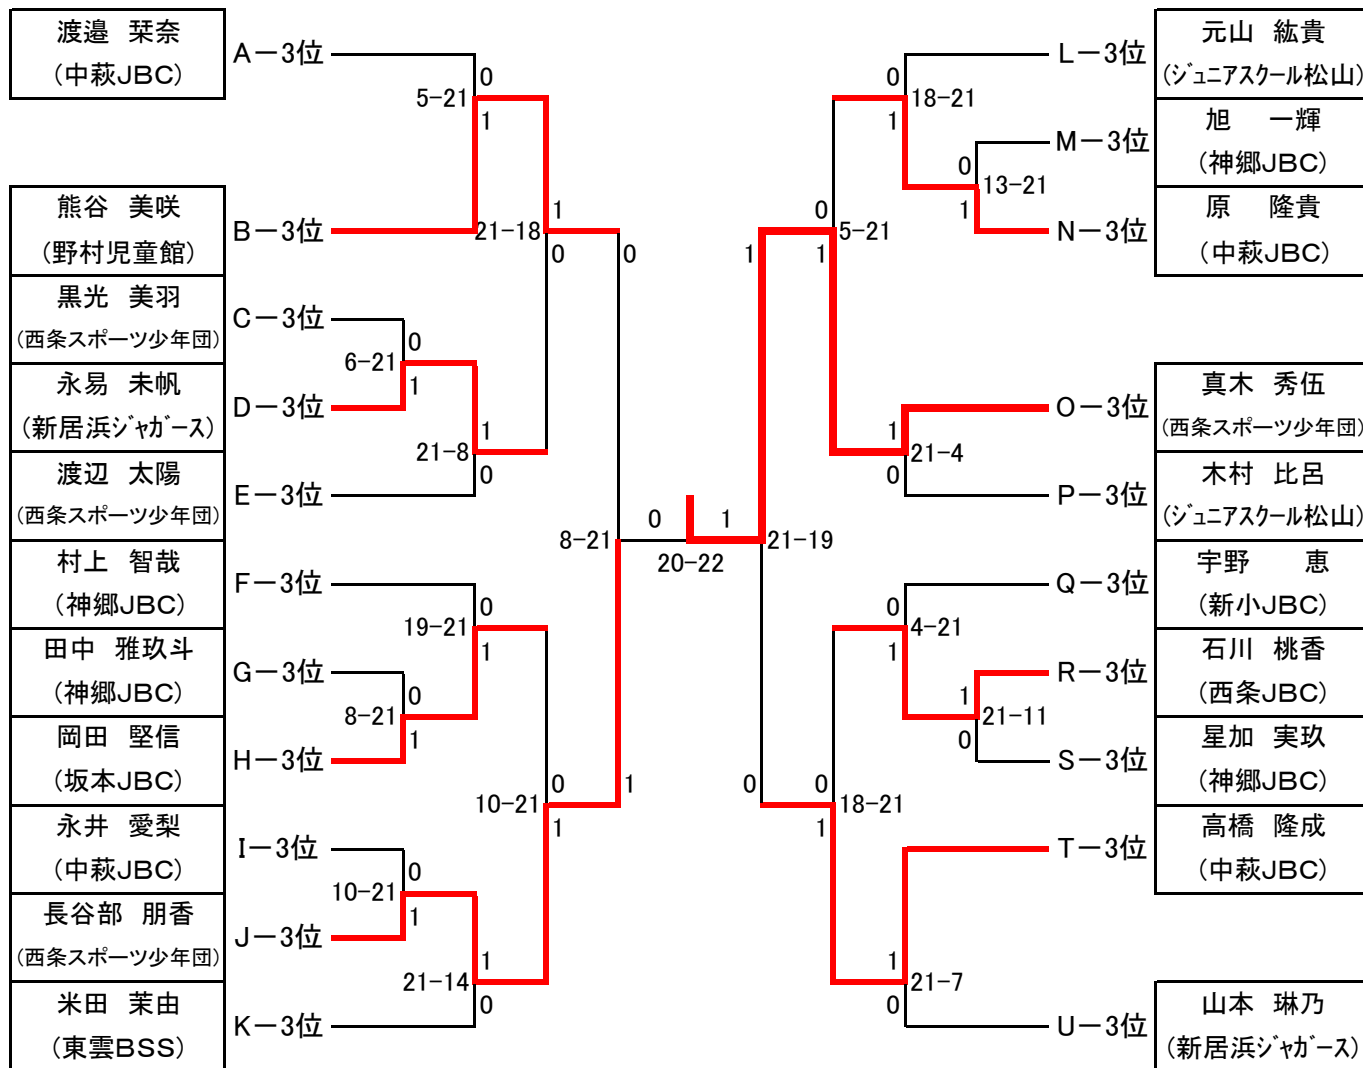 渡邉 栞奈
(中萩JBC)
A-3位
0
5-21
1
熊谷 美咲
(野村児童館)
B-3位
21-18
1
0
0
黒光 美羽
(西条スポーツ少年団)
C-3位
0
6-21
1
永易 未帆
(新居浜ジャガース)
D-3位
1
21-8
0
渡辺 太陽
(西条スポーツ少年団)
E-3位
村上 智哉
(神郷JBC)
F-3位
0
19-21
1
田中 雅玖斗
(神郷JBC)
G-3位
0
8-21
1
岡田 堅信
(坂本JBC)
H-3位
0
10-21
1
1
8-21
永井 愛梨
(中萩JBC)
I-3位
0
10-21
1
長谷部 朋香
(西条スポーツ少年団)
J-3位
1
21-14
0
米田 茉由
(東雲BSS)
K-3位
0
1
20-22
21-19
元山 紘貴
(ジュニアスクール松山)
L-3位
0
18-21
1
旭 一輝
(神郷JBC)
M-3位
0
13-21
1
原 隆貴
(中萩JBC)
N-3位
0
5-21
1
1
真木 秀伍
(西条スポーツ少年団)
O-3位
1
21-4
0
木村 比呂
(ジュニアスクール松山)
P-3位
宇野 恵
(新小JBC)
Q-3位
0
4-21
1
石川 桃香
(西条JBC)
R-3位
1
21-11
0
星加 実玖
(神郷JBC)
S-3位
0
0
18-21
1
高橋 隆成
(中萩JBC)
T-3位
1
21-7
0
山本 琳乃
(新居浜ジャガース)
U-3位